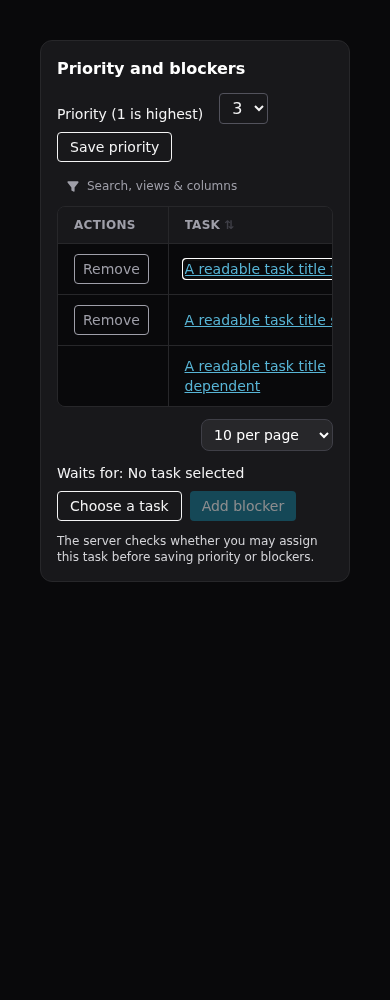 Priority and blockers
Priority (1 is highest) 3
Save priority
Search, views & columns
ACTIONS TASK
Remove A readable task title
Remove A readable task title
A readable task title
dependent
10 per page
Waits for: No task selected
Choose a task Add blocker
The server checks whether you may assign
this task before saving priority or blockers.